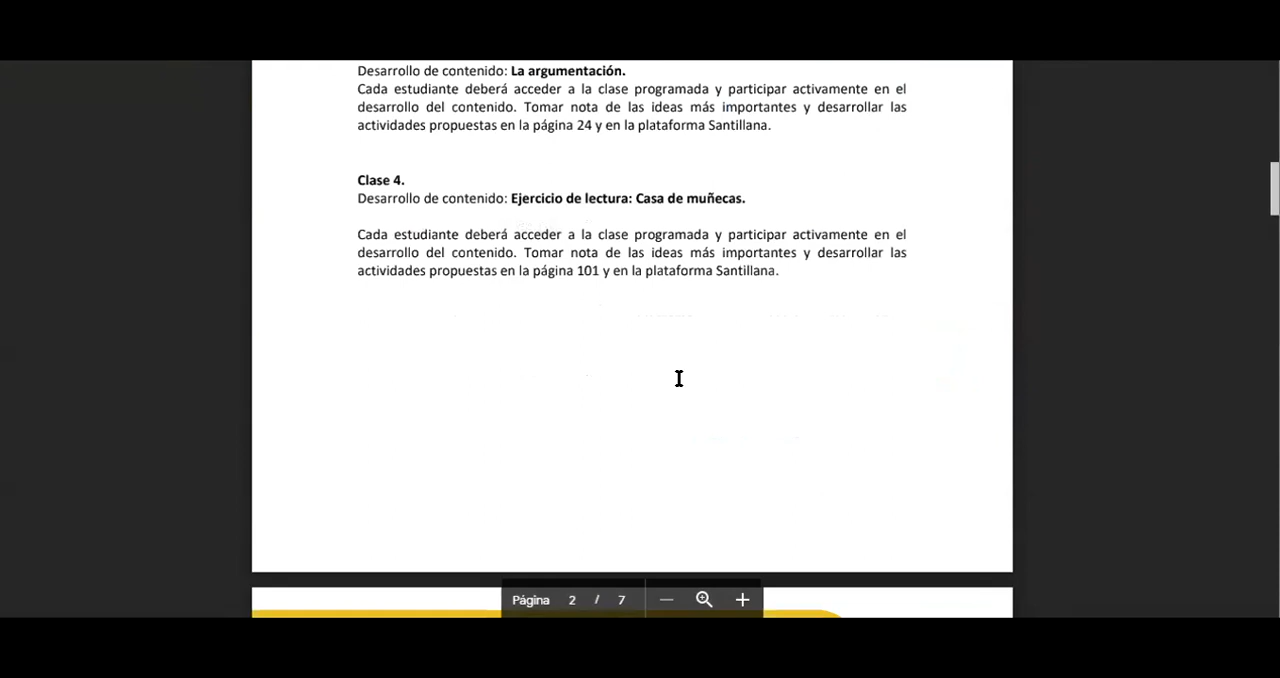 Desarrollo de contenido: La argumentación.
Cada estudiante deberá acceder a la clase programada y participar activamente en el
desarrollo del contenido. Tomar nota de las ideas más importantes y desarrollar las
actividades propuestas en la página 24 y en la plataforma Santillana.
Clase 4.
Desarrollo de contenido: Ejercicio de lectura: Casa de muñecas.
Cada estudiante deberá acceder a la clase programada y participar activamente en el
desarrollo del contenido. Tomar nota de las ideas más importantes y desarrollar las
actividades propuestas en la página 101 y en la plataforma Santillana.
Página 2 / 7